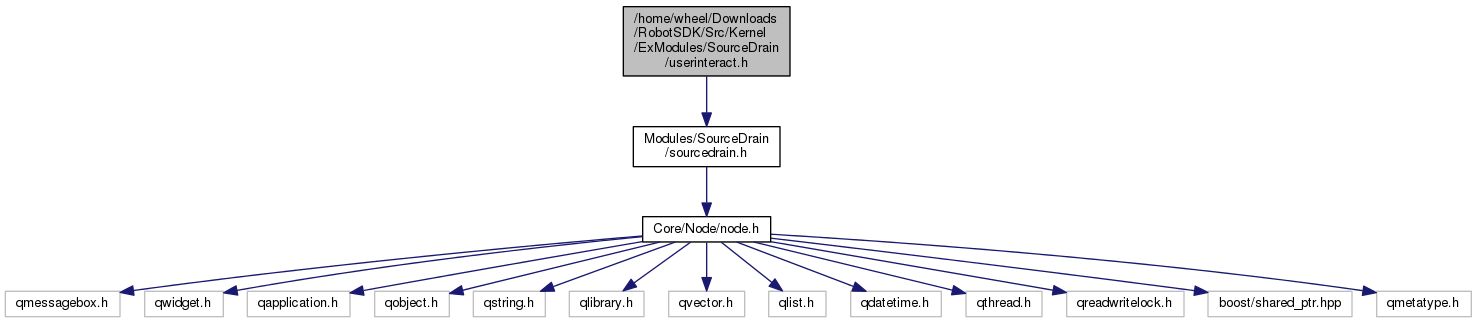 /home/wheel/Downloads
/RobotSDK/Src/Kernel
/ExModules/SourceDrain
/userinteract.h
Modules/SourceDrain
/sourcedrain.h
Core/Node/node.h
qmessagebox.h
qwidget.h
qapplication.h
qobject.h
qstring.h
qlibrary.h
qvector.h
qlist.h
qdatetime.h
qthread.h
qreadwritelock.h
boost/shared_ptr.hpp
qmetatype.h